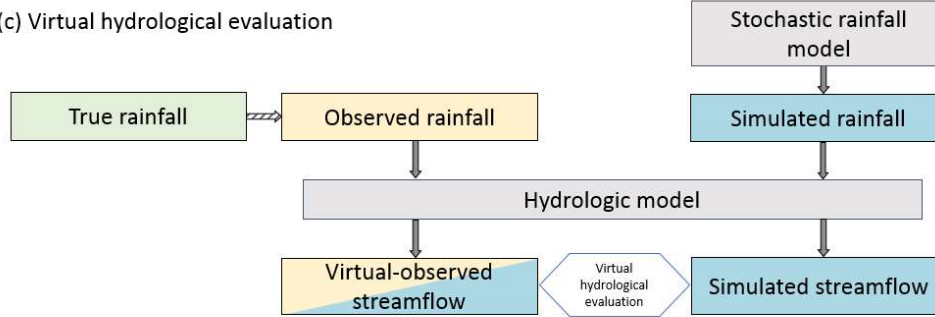 (c) Virtual hydrological evaluation
Stochastic rainfall
model
True rainfall
Observed rainfall
Simulated rainfall
Hydrologic model
Virtual-observed
streamflow
Virtual
hydrological
evaluation
Simulated streamflow